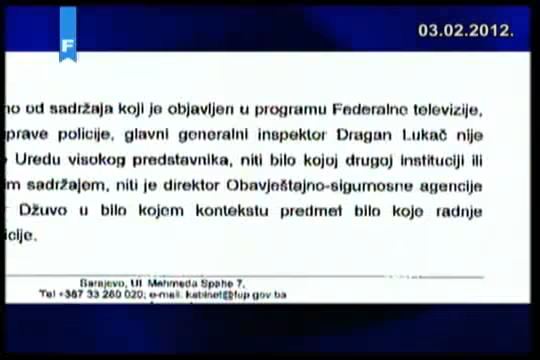 F
03.02.2012.
no od sadržaja koji je objavljen u programu Federalne televizije,
prave policije, glavni generalni inspektor Dragan Lukač nije
Uredu visokog predstavnika, niti bilo kojoj drugoj instituciji ili
im sadržajem, niti je direktor Obavještajno-sigurnosne agencije
Džuvo u bilo kojem kontekstu predmet bilo koje radnje
icije.
Sarajevo, Ul Mehmeda Spahe 7,
Tel +387 33 280 020; e-mail. kabinet@fup.gov.ba